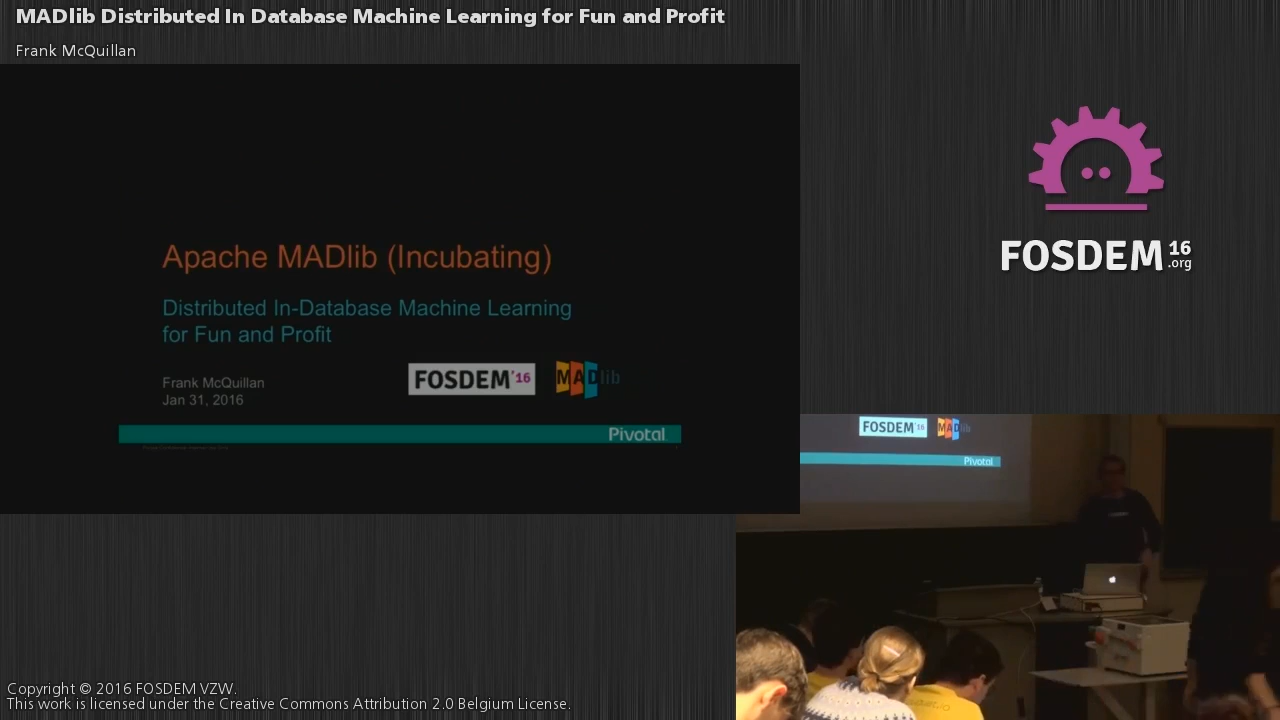 MADlib Distributed In Database Machine Learning for Fun and Profit
Frank McQuillan
Apache MADlib (Incubating)
Distributed In-Database Machine Learning
for Fun and Profit
Frank McQuillan
Jan 31, 2016
FOSDEM'16
MADlib
Pivotal
FOSDEM 16
.org
FOSDEM'16
MADlib
Pivotal
Copyright © 2016 FOSDEM VZW.
This work is licensed under the Creative Commons Attribution 2.0 Belgium License.